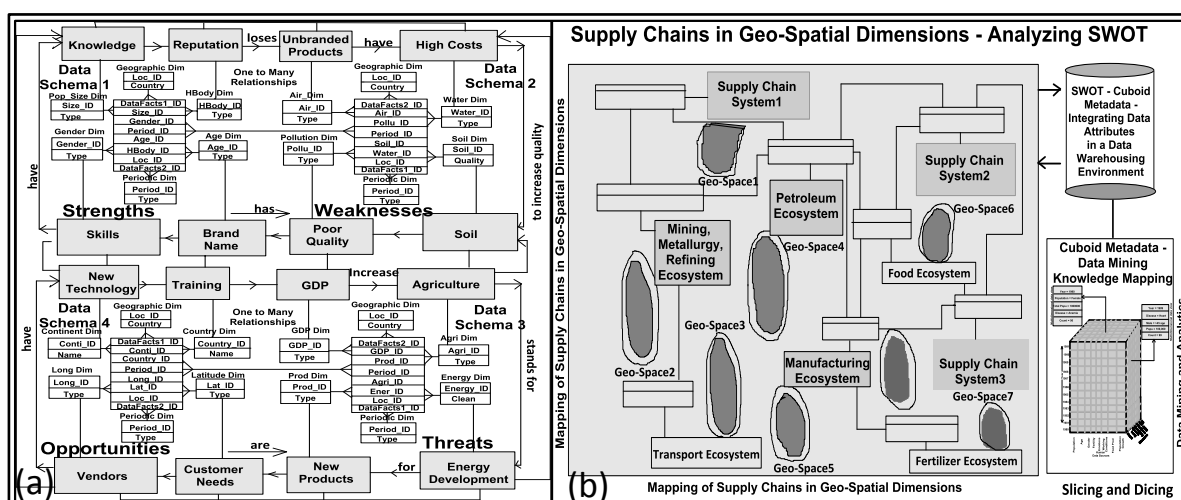 Knowledge
Reputation
loses
Unbranded
Products
have
High Costs
Data
Schema 1
Geographic Dim
Loc_ID
Country
One to Many
Relationships
Geographic Dim
Loc_ID
Country
Data
Schema 2
Pop_Size Dim
Size_ID
Type
HBody Dim
HBody_ID
Type
DataFacts1_ID
Size_ID
Gender_ID
Period_ID
Age_ID
HBody_ID
Loc_ID
DataFacts2_ID
Gender Dim
Gender_ID
Type
Age Dim
Age_ID
Type
Periodic Dim
Period_ID
Type
Air_Dim
Air_ID
Type
Water_Dim
Water_ID
Type
DataFacts2_ID
Air_ID
Pollu_ID
Period_ID
Soil_ID
Water_ID
Loc_ID
DataFacts1_ID
Pollution Dim
Pollu_ID
Type
Soil Dim
Soil_ID
Quality
Periodic Dim
Period_ID
Type
have
to increase quality
Strengths
has
Weaknesses
Skills
Brand
Name
Poor
Quality
Soil
New
Technology
Training
GDP
Increase
Agriculture
Data
Schema 4
Geographic Dim
Loc_ID
Country
One to Many
Relationships
Geographic Dim
Loc_ID
Country
Data
Schema 3
Continent Dim
Conti_ID
Name
Country Dim
Country_ID
Name
DataFacts1_ID
Conti_ID
Country_ID
Period_ID
Long_ID
Lat_ID
Loc_ID
DataFacts2_ID
Long Dim
Long_ID
Type
Latitude Dim
Lat_ID
Type
Periodic Dim
Period_ID
Type
GDP Dim
GDP_ID
Type
Agri Dim
Agri_ID
Type
DataFacts2_ID
GDP_ID
Prod_ID
Period_ID
Agri_ID
Ener_ID
Loc_ID
DataFacts1_ID
Prod Dim
Prod_ID
Type
Energy Dim
Energy_ID
Clean
Periodic Dim
Period_ID
Type
have
stands for
Opportunities
are
Threats
(a)
Vendors
Customer
Needs
New
Products
for
Energy
Development
Supply Chains in Geo-Spatial Dimensions - Analyzing SWOT
Mapping of Supply Chains in Geo-Spatial Dimensions
Supply Chain
System1
Geo-Space1
Supply Chain
System2
Petroleum
Ecosystem
Geo-Space4
Geo-Space6
Mining,
Metallurgy,
Refining
Ecosystem
Food Ecosystem
Geo-Space3
Geo-Space2
Manufacturing
Ecosystem
Supply Chain
System3
Geo-Space7
Transport Ecosystem
Geo-Space5
Fertilizer Ecosystem
(b)
Mapping of Supply Chains in Geo-Spatial Dimensions
SWOT - Cuboid
Metadata -
Integrating Data
Attributes
in a Data
Warehousing
Environment
Cuboid Metadata -
Data Mining
Knowledge Mapping
Data Mining and Analytics
Slicing and Dicing